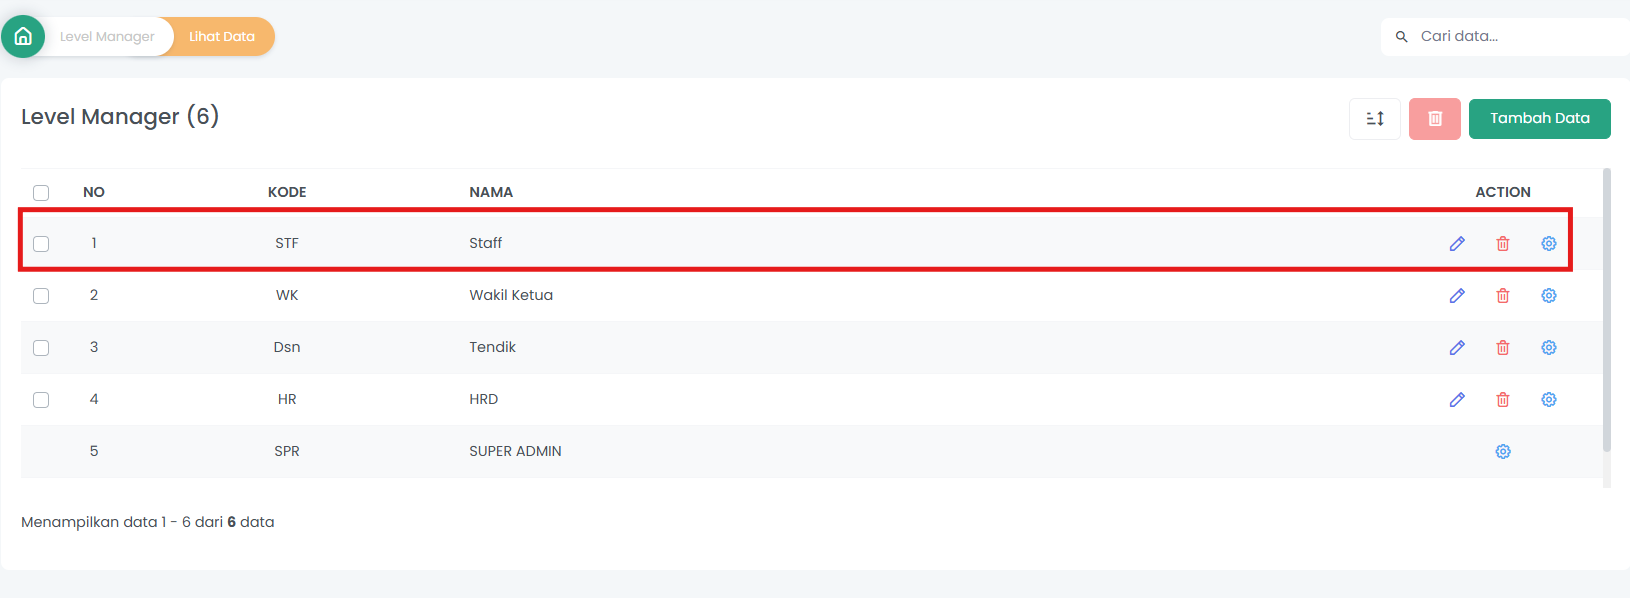 Level Manager Lihat Data Cari data...
Level Manager (6) Tambah Data
NO KODE NAMA ACTION
1 STF Staff
2 WK Wakil Ketua
3 Dsn Tendik
4 HR HRD
5 SPR SUPER ADMIN
Menampilkan data 1 - 6 dari 6 data